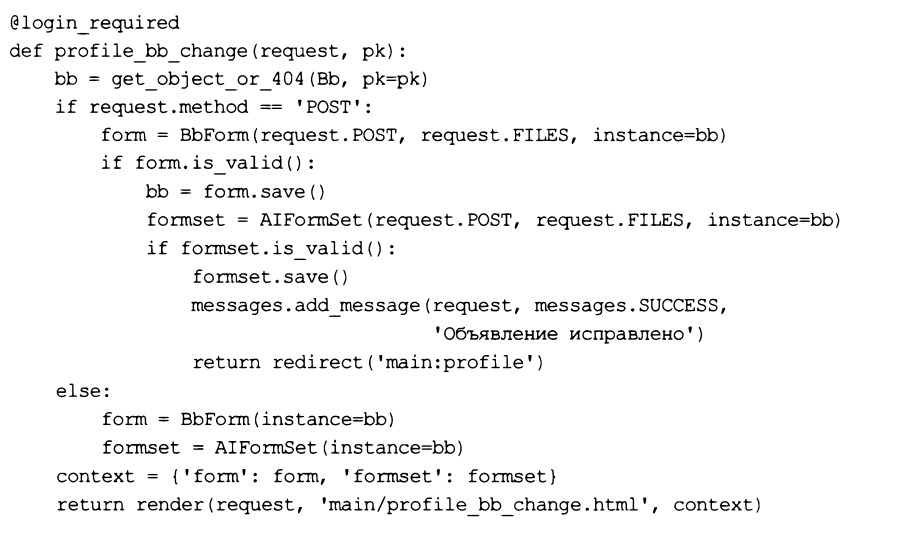 @login_required
def profile_bb_change(request, pk):
    bb = get_object_or_404(Bb, pk=pk)
    if request.method == 'POST':
        form = BbForm(request.POST, request.FILES, instance=bb)
        if form.is_valid():
            bb = form.save()
            formset = AIFormSet(request.POST, request.FILES, instance=bb)
            if formset.is_valid():
                formset.save()
                messages.add_message(request, messages.SUCCESS,
                                     'Объявление исправлено')
                return redirect('main:profile')
    else:
        form = BbForm(instance=bb)
        formset = AIFormSet(instance=bb)
    context = {'form': form, 'formset': formset}
    return render(request, 'main/profile_bb_change.html', context)